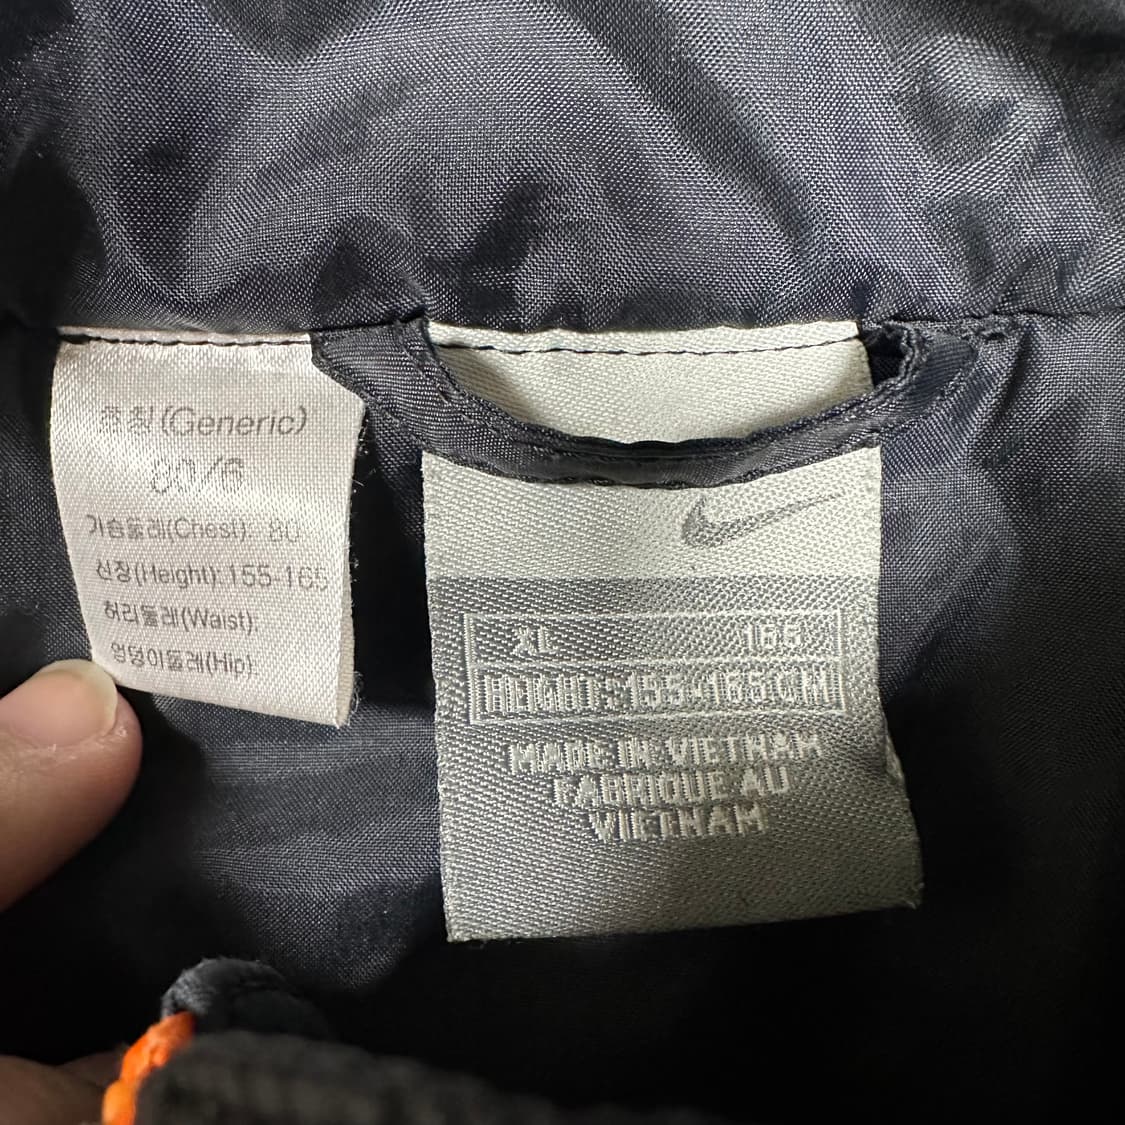 호칭(Generic)
80/6
가슴둘레(Chest): 80
신장(Height):155-165
허리둘레(Waist):
엉덩이둘레(Hip):
XL 165
HEIGHT:155-165CM
MADE IN VIETNAM
FABRIQUE AU
VIETNAM